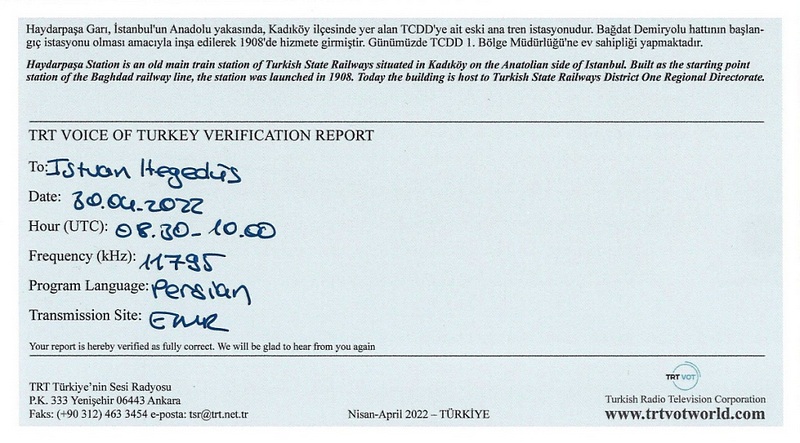 Haydarpaşa Garı, İstanbul'un Anadolu yakasında, Kadıköy ilçesinde yer alan TCDD'ye ait eski ana tren istasyonudur. Bağdat Demiryolu hattının başlan-
gıç istasyonu olması amacıyla inşa edilerek 1908'de hizmete girmiştir. Günümüzde TCDD 1. Bölge Müdürlüğü'ne ev sahipliği yapmaktadır.
Haydarpaşa Station is an old main train station of Turkish State Railways situated in Kadıköy on the Anatolian side of Istanbul. Built as the starting point
station of the Baghdad railway line, the station was launched in 1908. Today the building is host to Turkish State Railways District One Regional Directorate.
TRT VOICE OF TURKEY VERIFICATION REPORT
To: Istvan Hegedüs
Date: 30.04.2022
Hour (UTC): 08.30-10.00
Frequency (kHz): 11795
Program Language: Persian
Transmission Site: EMR
Your report is hereby verified as fully correct. We will be glad to hear from you again
TRT VOT
TRT Türkiye'nin Sesi Radyosu
P.K. 333 Yenişehir 06443 Ankara
Faks: (+90 312) 463 3454 e-posta: tsr@trt.net.tr
Nisan-April 2022 – TÜRKİYE
Turkish Radio Television Corporation
www.trtvotworld.com